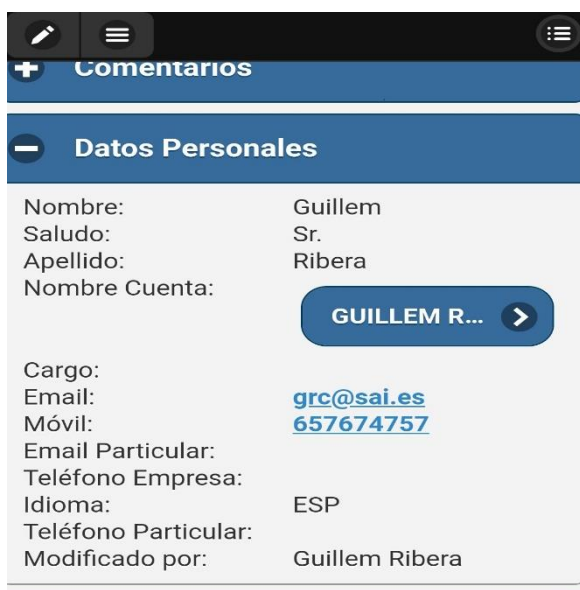 Comentarios
Datos Personales
Nombre: Guillem
Saludo: Sr.
Apellido: Ribera
Nombre Cuenta:
GUILLEM R...
Cargo:
Email: grc@sai.es
Móvil: 657674757
Email Particular:
Teléfono Empresa:
Idioma: ESP
Teléfono Particular:
Modificado por: Guillem Ribera